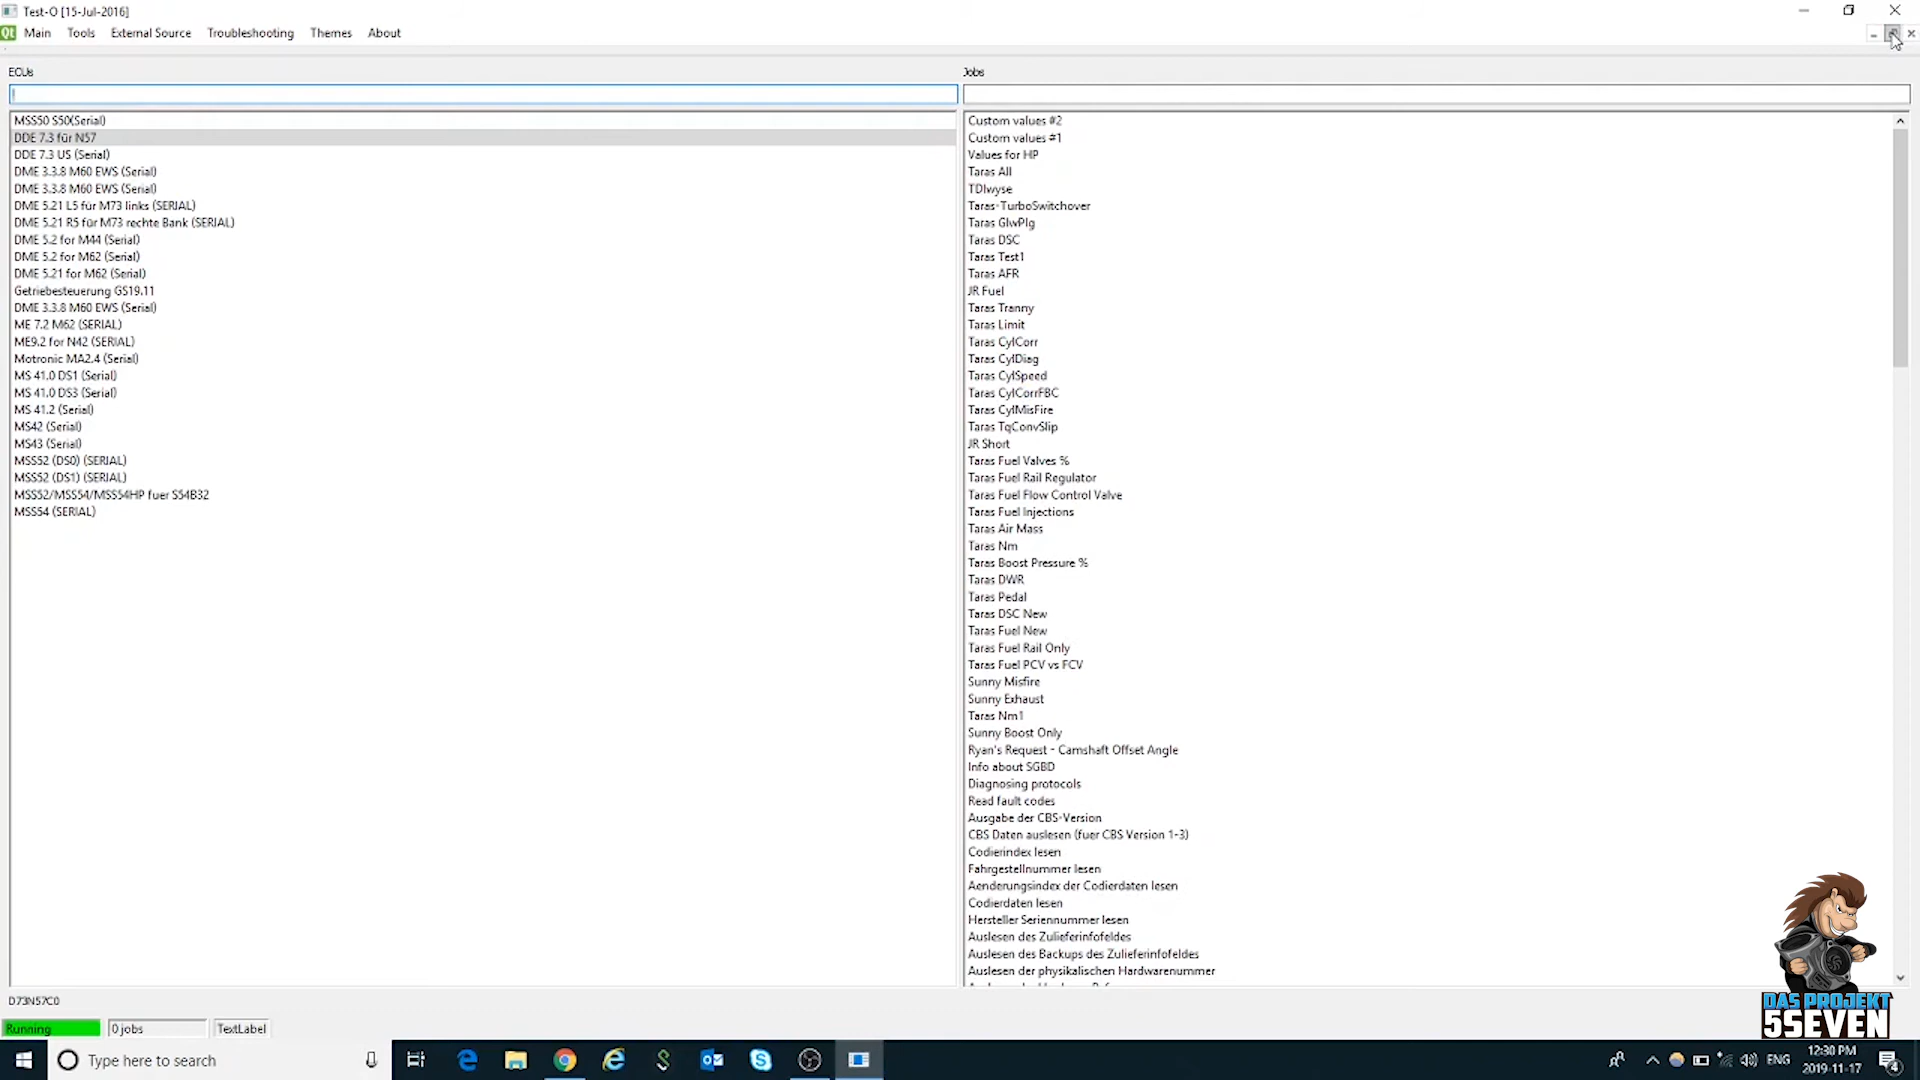 Test-O [15-Jul-2016]
Qt Main Tools External Source Troubleshooting Themes About
ECUs
Jobs
MSS50 S50(Serial)
DDE 7.3 für N57
DDE 7.3 US (Serial)
DME 3.3.8 M60 EWS (Serial)
DME 3.3.8 M60 EWS (Serial)
DME 5.21 L5 für M73 links (SERIAL)
DME 5.21 R5 für M73 rechte Bank (SERIAL)
DME 5.2 for M44 (Serial)
DME 5.2 for M62 (Serial)
DME 5.21 for M62 (Serial)
Getriebesteuerung GS19.11
DME 3.3.8 M60 EWS (Serial)
ME 7.2 M62 (SERIAL)
ME9.2 for N42 (SERIAL)
Motronic MA2.4 (Serial)
MS 41.0 DS1 (Serial)
MS 41.0 DS3 (Serial)
MS 41.2 (Serial)
MS42 (Serial)
MS43 (Serial)
MSS52 (DS0) (SERIAL)
MSS52 (DS1) (SERIAL)
MSS52/MSS54/MSS54HP fuer S54B32
MSS54 (SERIAL)
Custom values #2
Custom values #1
Values for HP
Taras All
TDIwyse
Taras-TurboSwitchover
Taras GlwPlg
Taras DSC
Taras Test1
Taras AFR
JR Fuel
Taras Tranny
Taras Limit
Taras CylCorr
Taras CylDiag
Taras CylSpeed
Taras CylCorrFBC
Taras CylMisFire
Taras TqConvSlip
JR Short
Taras Fuel Valves %
Taras Fuel Rail Regulator
Taras Fuel Flow Control Valve
Taras Fuel Injections
Taras Air Mass
Taras Nm
Taras Boost Pressure %
Taras DWR
Taras Pedal
Taras DSC New
Taras Fuel New
Taras Fuel Rail Only
Taras Fuel PCV vs FCV
Sunny Misfire
Sunny Exhaust
Taras Nm1
Sunny Boost Only
Ryan's Request - Camshaft Offset Angle
Info about SGBD
Diagnosing protocols
Read fault codes
Ausgabe der CBS-Version
CBS Daten auslesen (fuer CBS Version 1-3)
Codierindex lesen
Fahrgestellnummer lesen
Aenderungsindex der Codierdaten lesen
Codierdaten lesen
Hersteller Seriennummer lesen
Auslesen des Zulieferinfofeldes
Auslesen des Backups des Zulieferinfofeldes
Auslesen der physikalischen Hardwarenummer
D73N57C0
Running 0 jobs TextLabel
DAS PROJEKT
5SEVEN
Type here to search
ENG
12:30 PM
2019-11-17
4